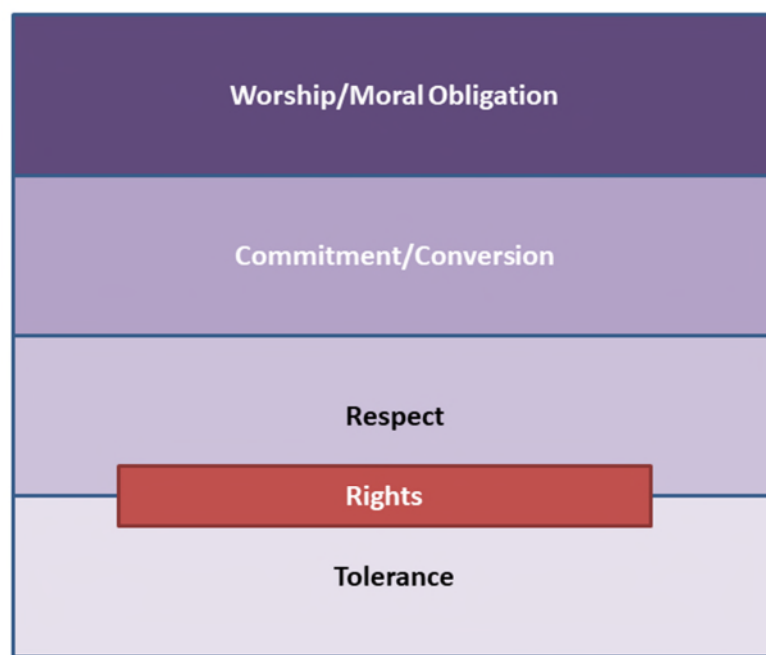 Worship/Moral Obligation
Commitment/Conversion
Respect
Rights
Tolerance